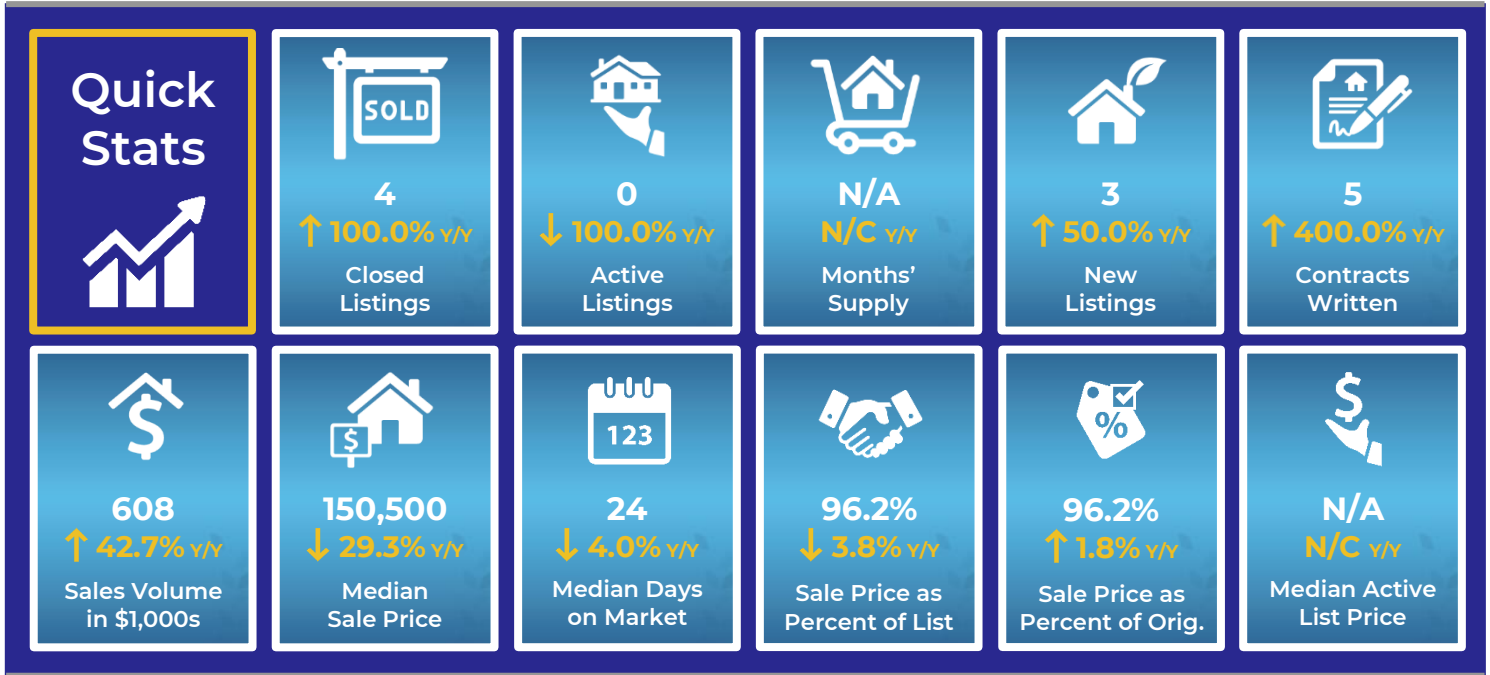 Quick
Stats
SOLD
4
↑ 100.0% Y/Y
Closed
Listings
0
↓ 100.0% Y/Y
Active
Listings
N/A
N/C Y/Y
Months’
Supply
3
↑ 50.0% Y/Y
New
Listings
5
↑ 400.0% Y/Y
Contracts
Written
$
608
↑ 42.7% Y/Y
Sales Volume
in $1,000s
$
150,500
↓ 29.3% Y/Y
Median
Sale Price
123
24
↓ 4.0% Y/Y
Median Days
on Market
96.2%
↓ 3.8% Y/Y
Sale Price as
Percent of List
%
96.2%
↑ 1.8% Y/Y
Sale Price as
Percent of Orig.
$
N/A
N/C Y/Y
Median Active
List Price